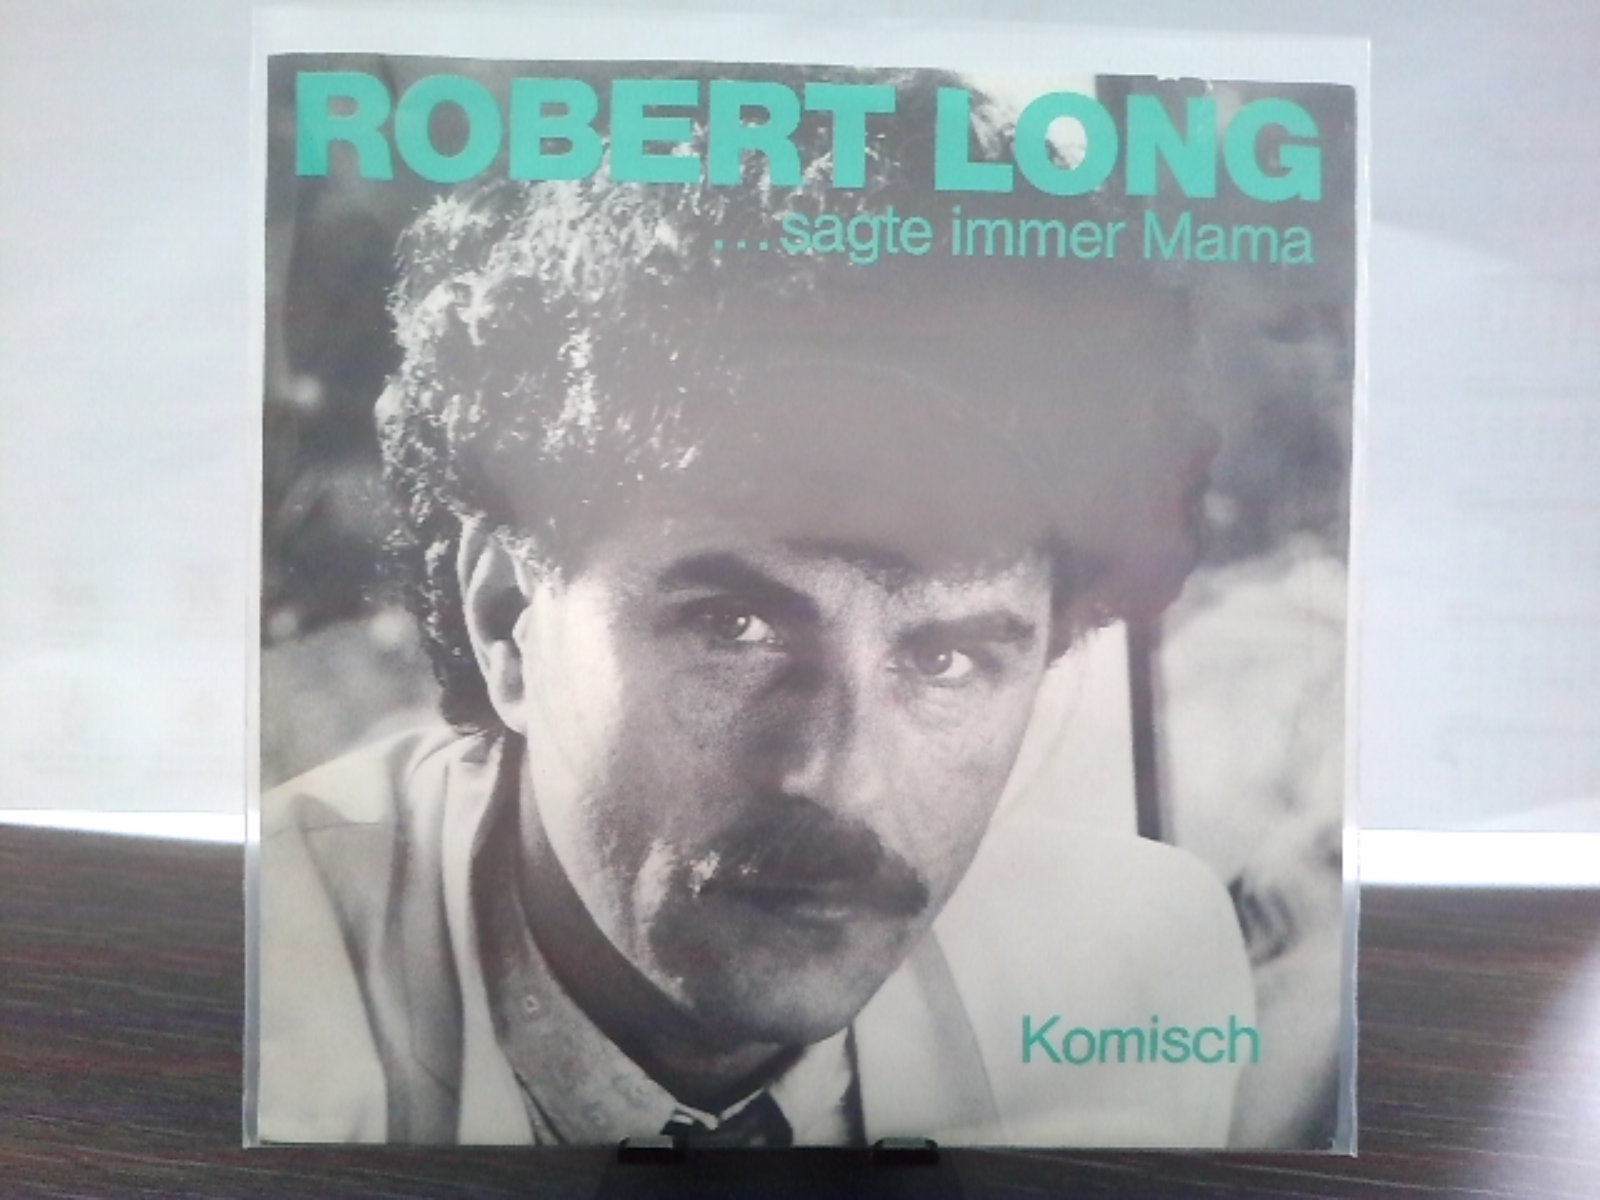 ROBERT LONG
...sagte immer Mama
Komisch